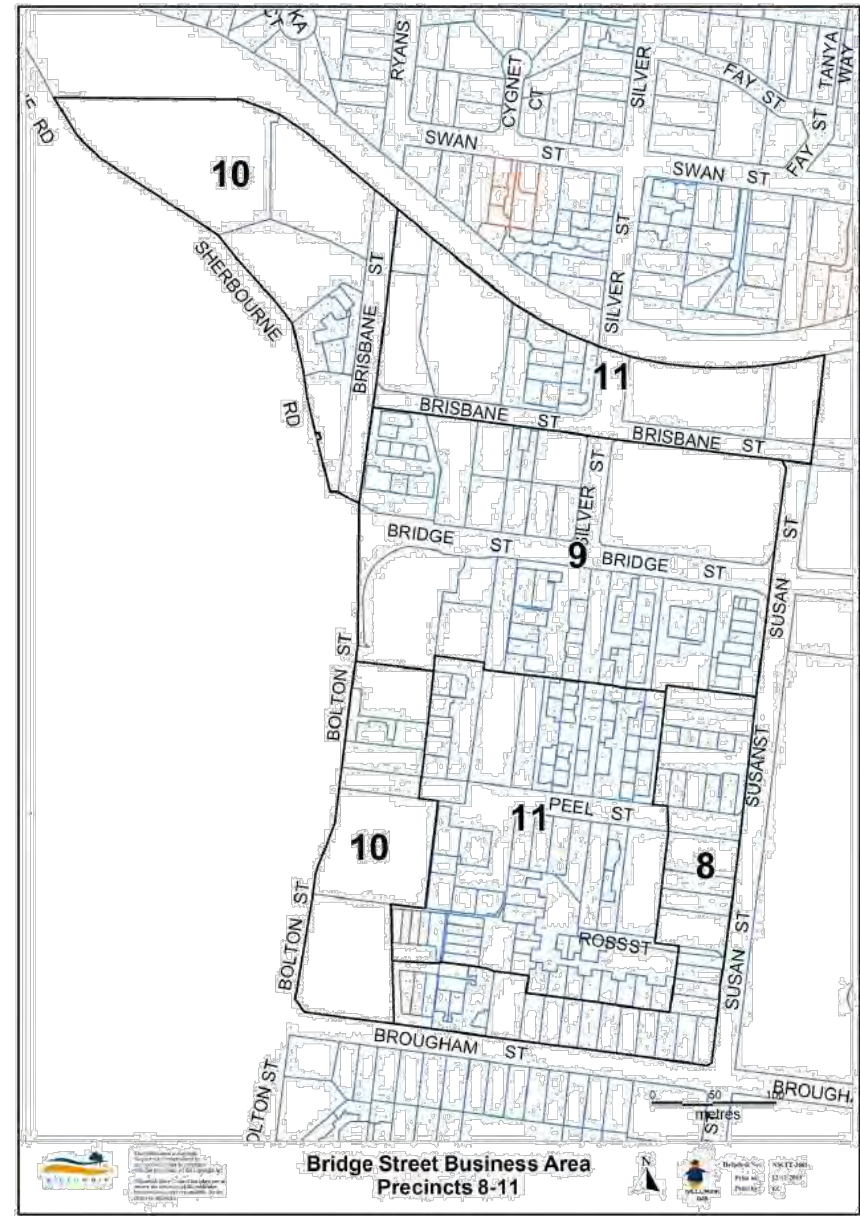 KA
CT
RYANS
CYGNET
CT
SILVER
FAY ST
TANYA
WAY
RD
SWAN ST
SWAN ST
FAY ST
10
SHERBOURNE
RD
BRISBANE ST
SILVER ST
11
BRISBANE ST
BRISBANE ST
SILVER ST
BRIDGE ST
9
BRIDGE ST
SUSAN ST
BOLTON ST
SUSANST
PEEL ST
11
10
8
BOLTON ST
ROSSST
SUSAN ST
BROUGHAM ST
OLTON ST
0 50 100
metres
BROUGHA
ST
Bridge Street Business Area
Precincts 8-11
N